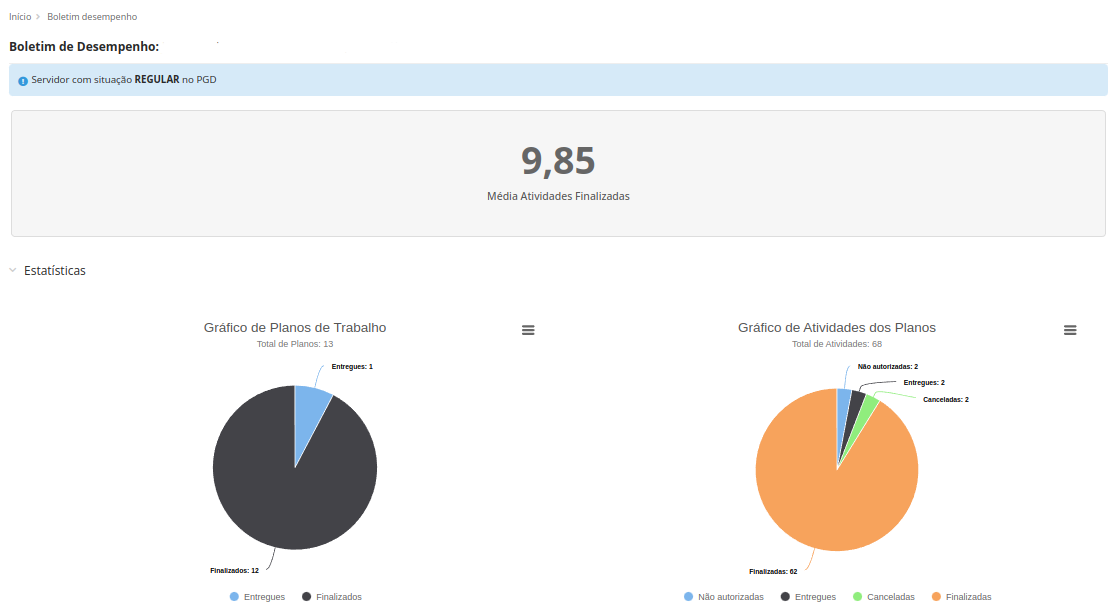 Início > Boletim desempenho
Boletim de Desempenho:
Servidor com situação REGULAR no PGD
9,85
Média Atividades Finalizadas
Estatísticas
Gráfico de Planos de Trabalho
Total de Planos: 13
Entregues: 1
Finalizados: 12
Entregues Finalizados
Gráfico de Atividades dos Planos
Total de Atividades: 68
Não autorizadas: 2
Entregues: 2
Canceladas: 2
Finalizadas: 62
Não autorizadas Entregues Canceladas Finalizadas